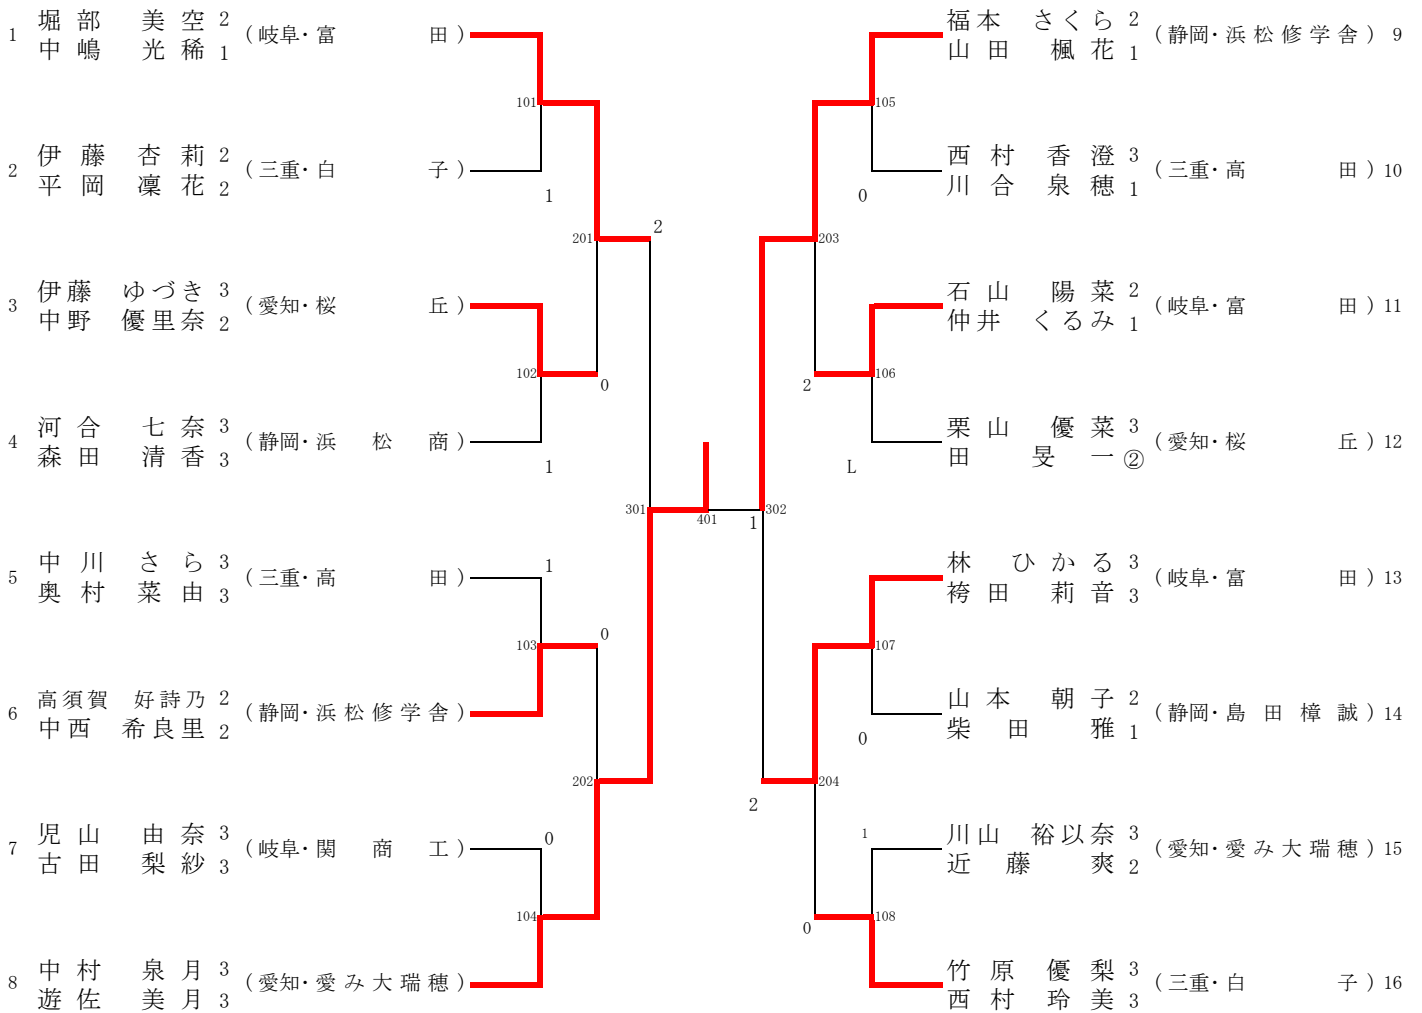 1 堀部 美空 2 (岐阜・富田)
中嶋 光稀 1
2 伊藤 杏莉 2 (三重・白子)
平岡 凜花 2
3 伊藤 ゆづき 3 (愛知・桜丘)
中野 優里奈 2
4 河合 七奈 3 (静岡・浜松商)
森田 清香 3
5 中川 さら 3 (三重・高田)
奥村 菜由 3
6 高須賀 好詩乃 2 (静岡・浜松修学舎)
中西 希良里 2
7 児山 由奈 3 (岐阜・関商工)
古田 梨紗 3
8 中村 泉月 3 (愛知・愛み大瑞穂)
遊佐 美月 3
101
1
201
2
102
0
1
301
1
103
0
202
0
104
401
福本 さくら 2 (静岡・浜松修学舎) 9
山田 楓花 1
西村 香澄 3 (三重・高田) 10
川合 泉穂 1
石山 陽菜 2 (岐阜・富田) 11
仲井 くるみ 1
栗山 優菜 3 (愛知・桜丘) 12
田 旻一 ②
林 ひかる 3 (岐阜・富田) 13
袴田 莉音 3
山本 朝子 2 (静岡・島田樟誠) 14
柴田 雅 1
川山 裕以奈 3 (愛知・愛み大瑞穂) 15
近藤 爽 2
竹原 優梨 3 (三重・白子) 16
西村 玲美 3
105
0
203
2
106
L
1
302
107
0
204
2
1
0
108